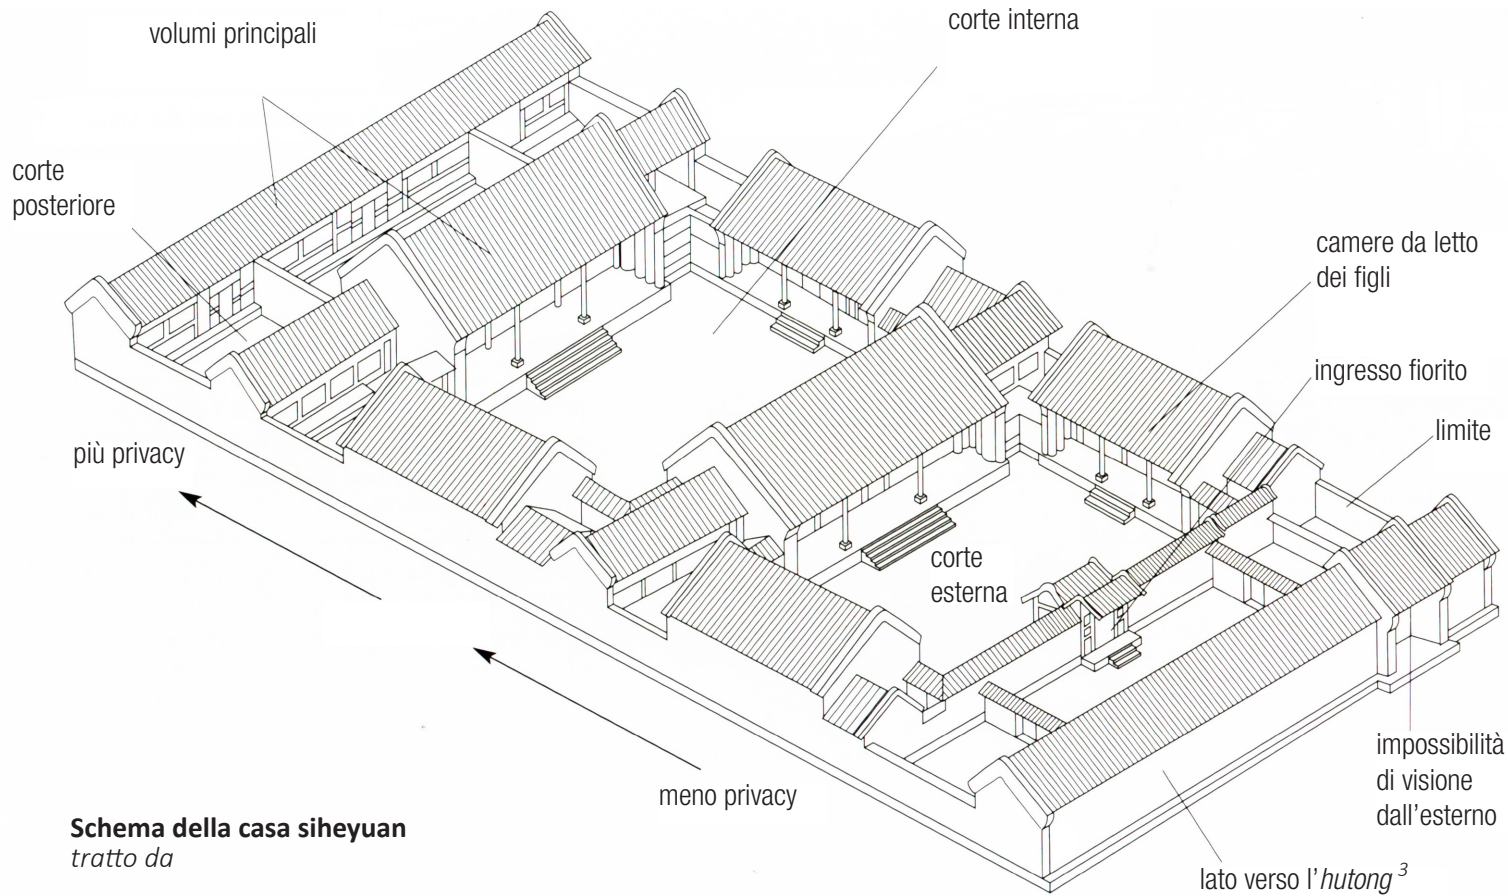 volumi principali
corte interna
corte
posteriore
camere da letto
dei figli
ingresso fiorito
limite
più privacy
corte
esterna
impossibilità
di visione
dall'esterno
meno privacy
Schema della casa siheyuan
tratto da
lato verso l'hutong ³